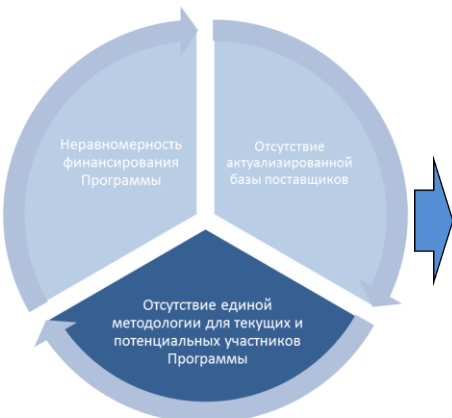 Неравномерность
финансирования
Программы
Отсутствие
актуализированной
базы поставщиков
Отсутствие единой
методологии для текущих и
потенциальных участников
Программы